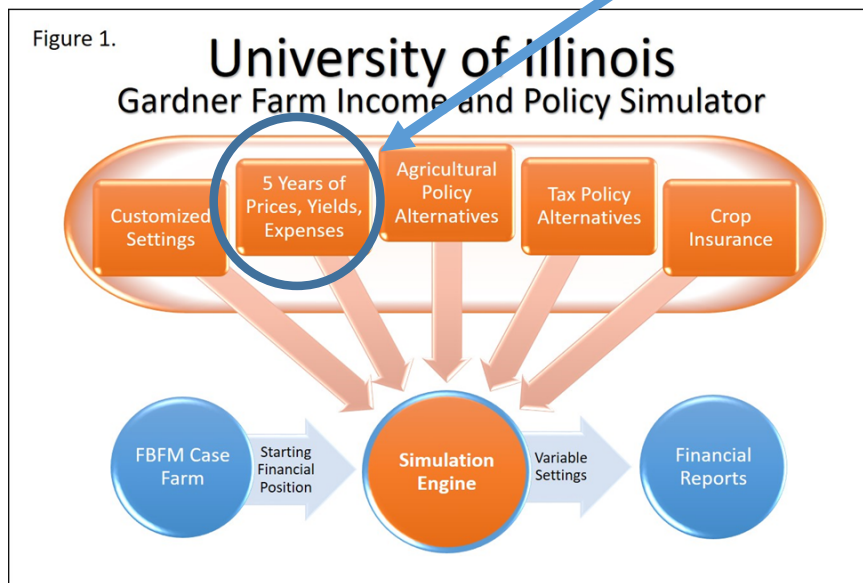 Figure 1.
University of Illinois
Gardner Farm Income and Policy Simulator
Customized
Settings
5 Years of
Prices, Yields,
Expenses
Agricultural
Policy
Alternatives
Tax Policy
Alternatives
Crop
Insurance
FBFM Case
Farm
Starting
Financial
Position
Simulation
Engine
Variable
Settings
Financial
Reports